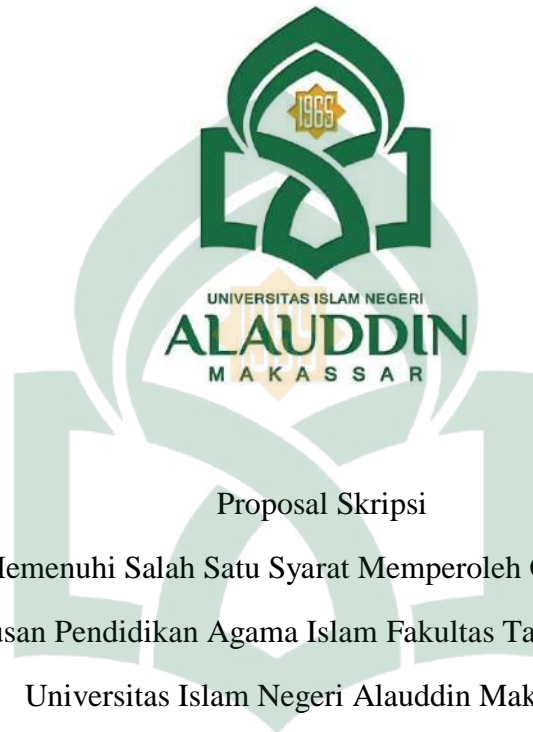 1965
UNIVERSITAS ISLAM NEGERI
ALAUDDIN
MAKASSAR
Proposal Skripsi
Memenuhi Salah Satu Syarat Memperoleh
Pendidikan Agama Islam Fakultas
Universitas Islam Negeri Alauddin